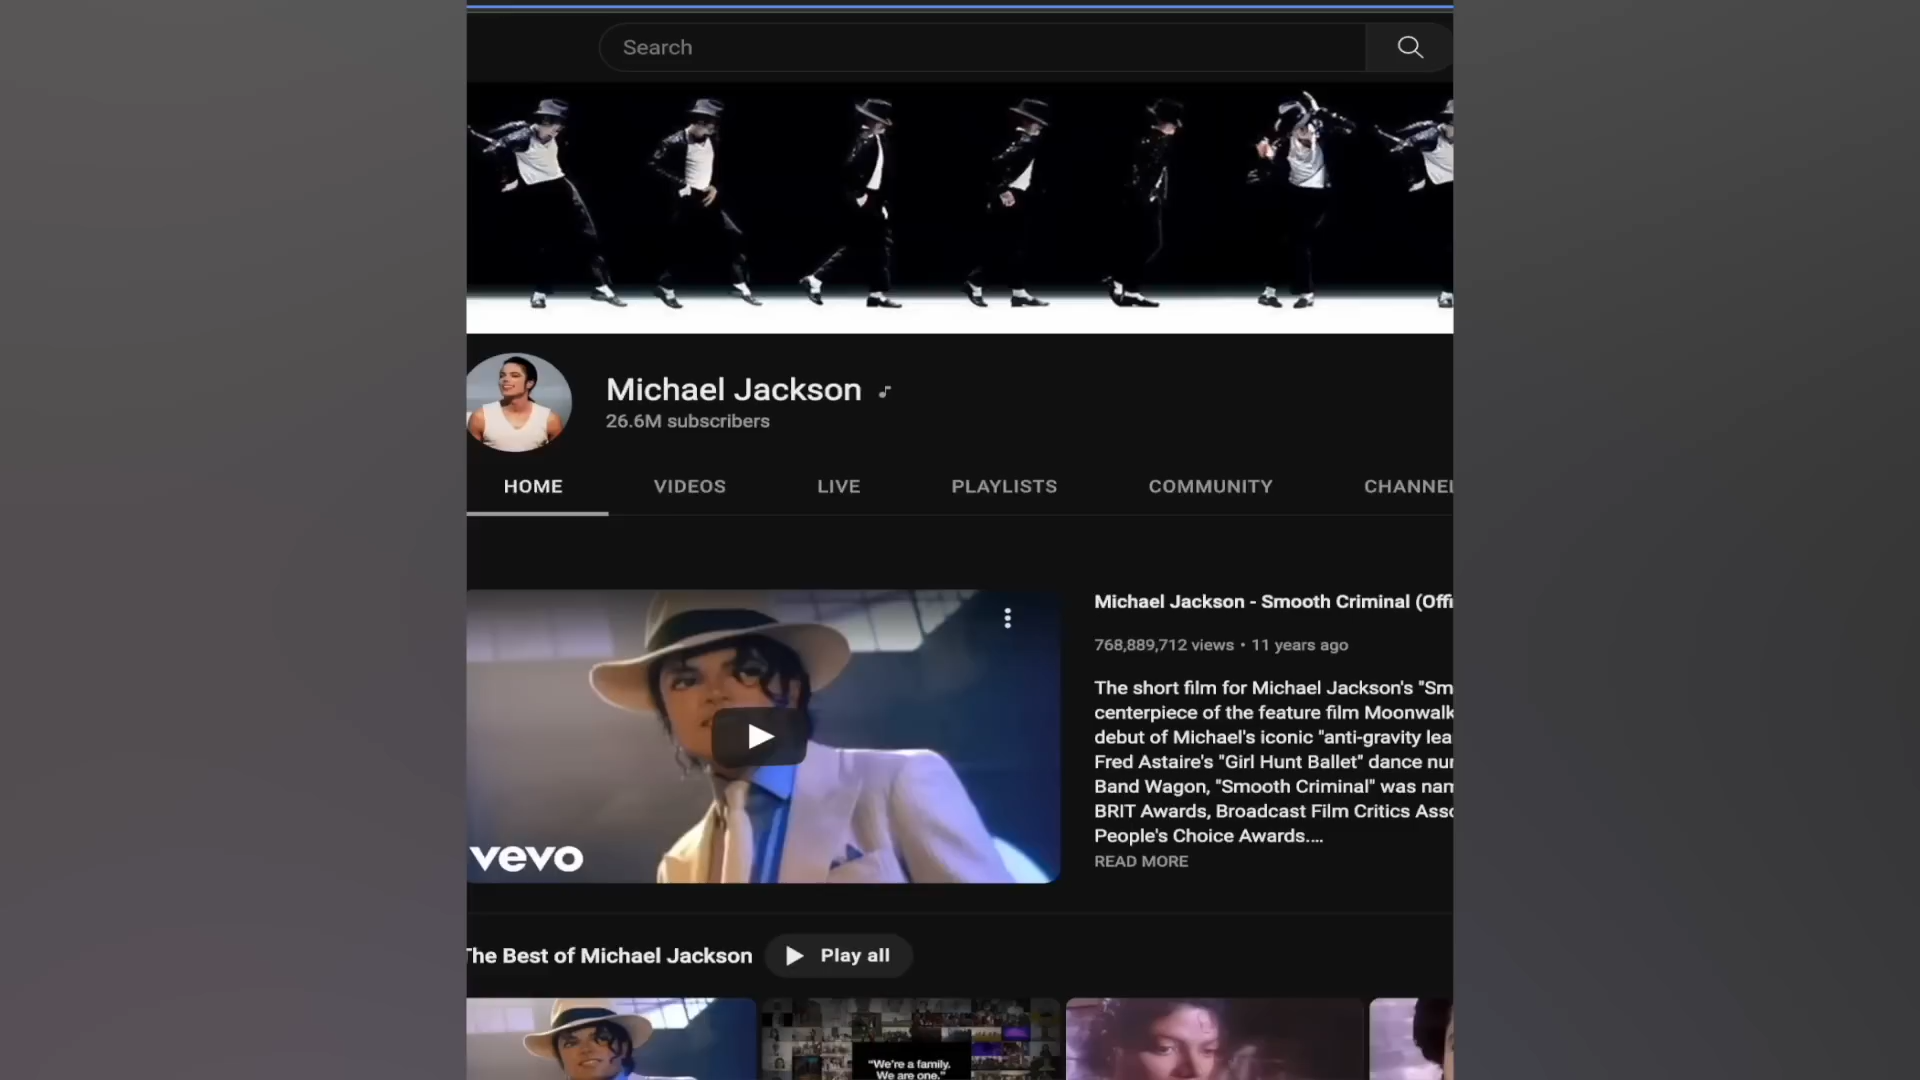 Search
Michael Jackson
26.6M subscribers
HOME VIDEOS LIVE PLAYLISTS COMMUNITY CHANNEL
Michael Jackson - Smooth Criminal (Offi
768,889,712 views • 11 years ago
The short film for Michael Jackson's "Sm
centerpiece of the feature film Moonwalk
debut of Michael's iconic "anti-gravity lea
Fred Astaire's "Girl Hunt Ballet" dance nu
Band Wagon, "Smooth Criminal" was nam
BRIT Awards, Broadcast Film Critics Asso
People's Choice Awards....
READ MORE
vevo
The Best of Michael Jackson Play all
"We're a family.
We are one."